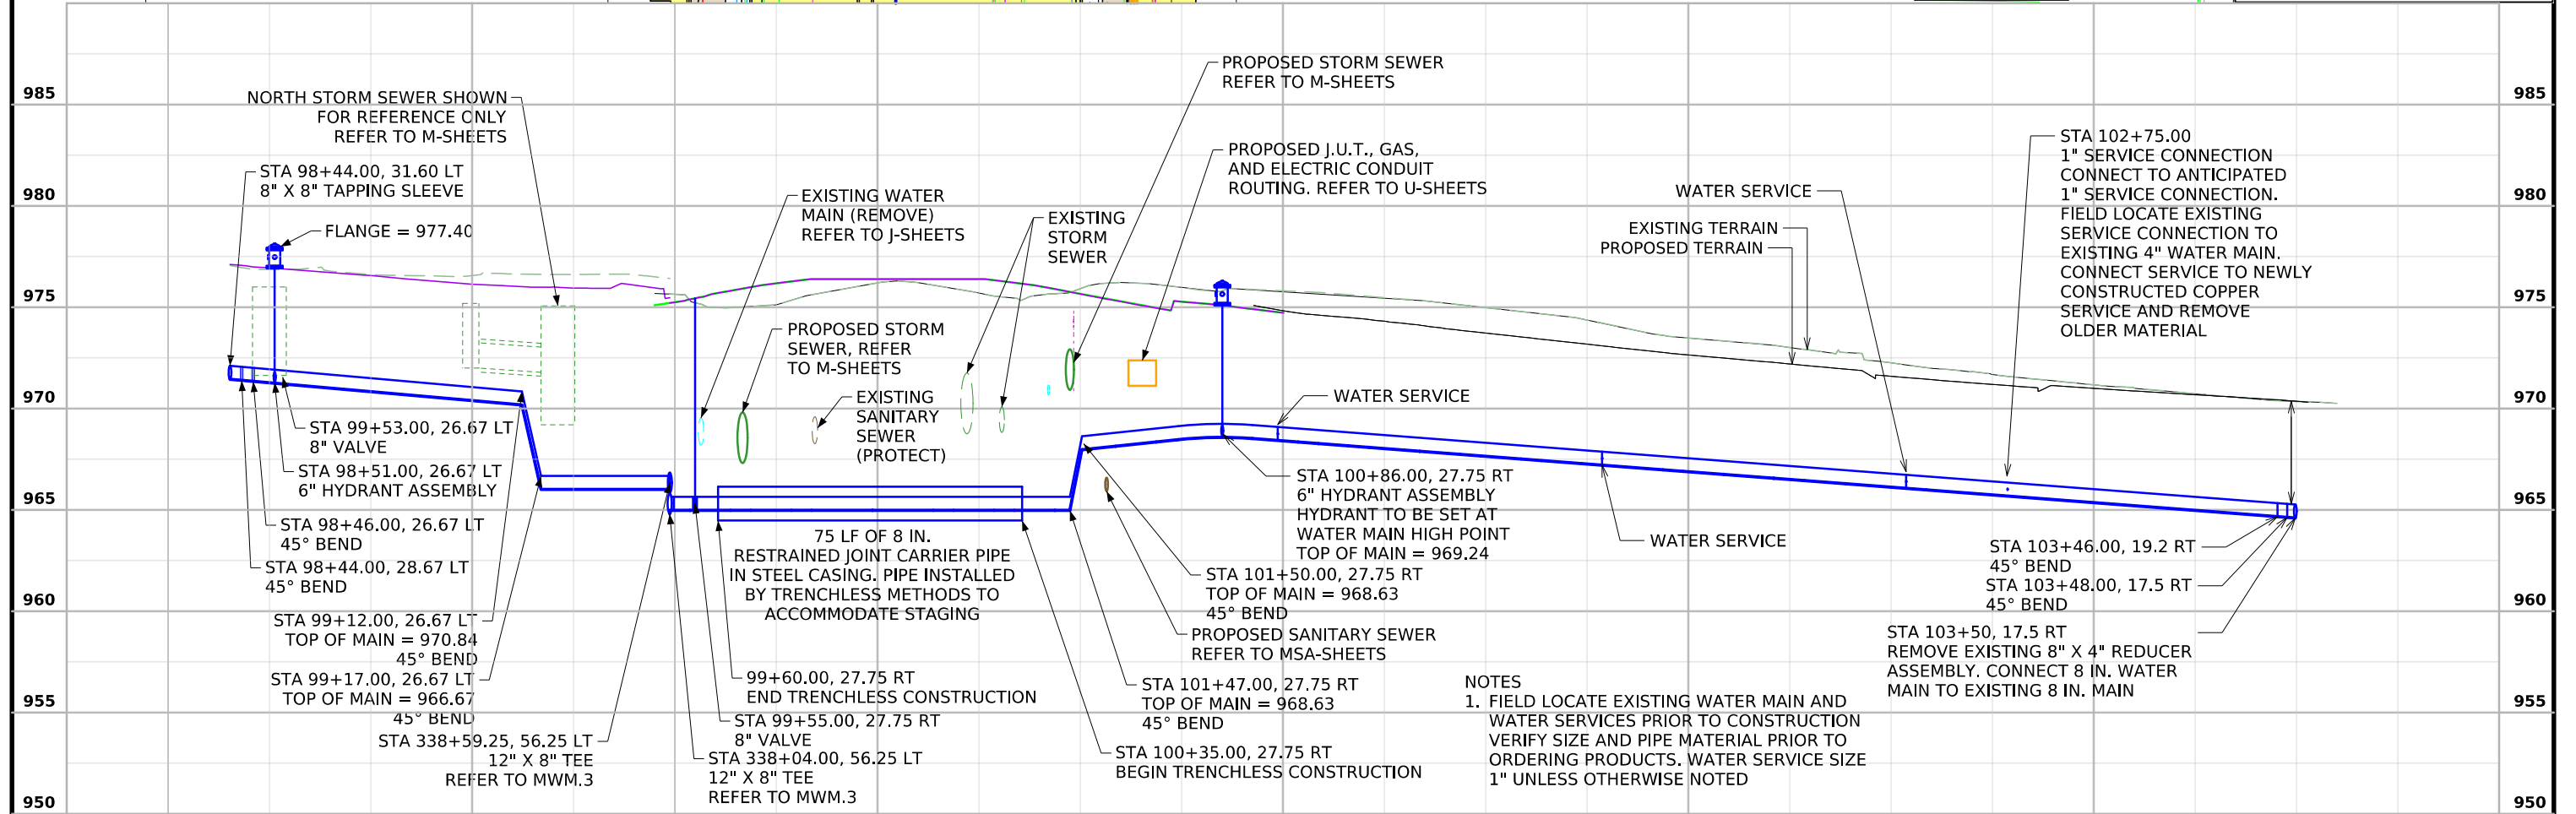 985
980
975
970
965
960
955
950
NORTH STORM SEWER SHOWN
FOR REFERENCE ONLY
REFER TO M-SHEETS
STA 98+44.00, 31.60 LT
8" X 8" TAPPING SLEEVE
FLANGE = 977.40
STA 99+53.00, 26.67 LT
8" VALVE
STA 98+51.00, 26.67 LT
6" HYDRANT ASSEMBLY
STA 98+46.00, 26.67 LT
45° BEND
STA 98+44.00, 28.67 LT
45° BEND
STA 99+12.00, 26.67 LT
TOP OF MAIN = 970.84
45° BEND
STA 99+17.00, 26.67 LT
TOP OF MAIN = 966.67
45° BEND
STA 338+59.25, 56.25 LT
12" X 8" TEE
REFER TO MWM.3
EXISTING WATER
MAIN (REMOVE)
REFER TO J-SHEETS
PROPOSED STORM
SEWER, REFER
TO M-SHEETS
EXISTING
SANITARY
SEWER
(PROTECT)
EXISTING
STORM
SEWER
75 LF OF 8 IN.
RESTRAINED JOINT CARRIER PIPE
IN STEEL CASING. PIPE INSTALLED
BY TRENCHLESS METHODS TO
ACCOMMODATE STAGING
99+60.00, 27.75 RT
END TRENCHLESS CONSTRUCTION
STA 99+55.00, 27.75 RT
8" VALVE
STA 338+04.00, 56.25 LT
12" X 8" TEE
REFER TO MWM.3
PROPOSED STORM SEWER
REFER TO M-SHEETS
PROPOSED J.U.T., GAS,
AND ELECTRIC CONDUIT
ROUTING. REFER TO U-SHEETS
WATER SERVICE
STA 100+86.00, 27.75 RT
6" HYDRANT ASSEMBLY
HYDRANT TO BE SET AT
WATER MAIN HIGH POINT
TOP OF MAIN = 969.24
STA 101+50.00, 27.75 RT
TOP OF MAIN = 968.63
45° BEND
PROPOSED SANITARY SEWER
REFER TO MSA-SHEETS
STA 101+47.00, 27.75 RT
TOP OF MAIN = 968.63
45° BEND
STA 100+35.00, 27.75 RT
BEGIN TRENCHLESS CONSTRUCTION
WATER SERVICE
NOTES
1. FIELD LOCATE EXISTING WATER MAIN AND
WATER SERVICES PRIOR TO CONSTRUCTION
VERIFY SIZE AND PIPE MATERIAL PRIOR TO
ORDERING PRODUCTS. WATER SERVICE SIZE
1" UNLESS OTHERWISE NOTED
WATER SERVICE
EXISTING TERRAIN
PROPOSED TERRAIN
STA 102+75.00
1" SERVICE CONNECTION
CONNECT TO ANTICIPATED
1" SERVICE CONNECTION.
FIELD LOCATE EXISTING
SERVICE CONNECTION TO
EXISTING 4" WATER MAIN.
CONNECT SERVICE TO NEWLY
CONSTRUCTED COPPER
SERVICE AND REMOVE
OLDER MATERIAL
STA 103+46.00, 19.2 RT
45° BEND
STA 103+48.00, 17.5 RT
45° BEND
STA 103+50, 17.5 RT
REMOVE EXISTING 8" X 4" REDUCER
ASSEMBLY. CONNECT 8 IN. WATER
MAIN TO EXISTING 8 IN. MAIN
985
980
975
970
965
960
955
950